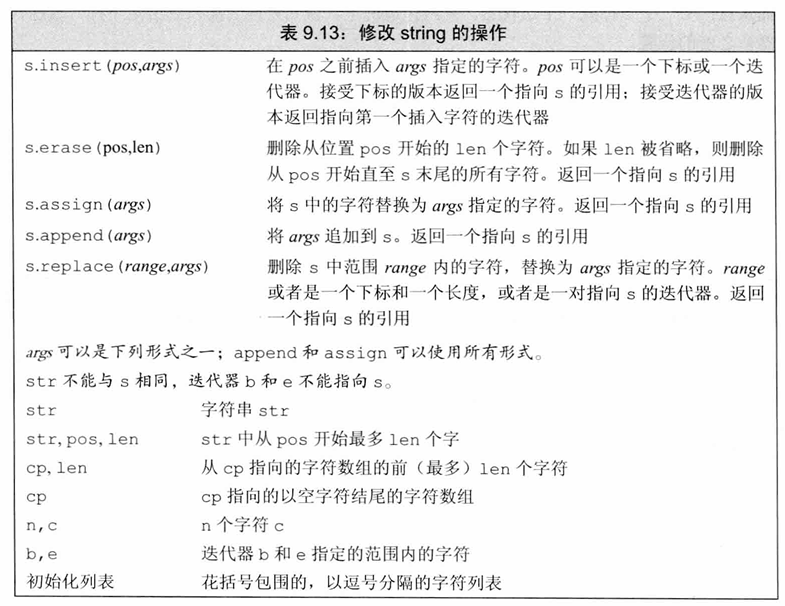 表 9.13：修改 string 的操作
s.insert(pos,args) 在 pos 之前插入 args 指定的字符。pos 可以是一个下标或一个迭
代器。接受下标的版本返回一个指向 s 的引用；接受迭代器的版
本返回指向第一个插入字符的迭代器
s.erase(pos,len) 删除从位置 pos 开始的 len 个字符。如果 len 被省略，则删除
从 pos 开始直至 s 末尾的所有字符。返回一个指向 s 的引用
s.assign(args) 将 s 中的字符替换为 args 指定的字符。返回一个指向 s 的引用
s.append(args) 将 args 追加到 s。返回一个指向 s 的引用
s.replace(range,args) 删除 s 中范围 range 内的字符，替换为 args 指定的字符。range
或者是一个下标和一个长度，或者是一对指向 s 的迭代器。返回
一个指向 s 的引用
args 可以是下列形式之一；append 和 assign 可以使用所有形式。
str 不能与 s 相同，迭代器 b 和 e 不能指向 s。
str 字符串 str
str,pos,len str 中从 pos 开始最多 len 个字
cp,len 从 cp 指向的字符数组的前（最多）len 个字符
cp cp 指向的以空字符结尾的字符数组
n,c n 个字符 c
b,e 迭代器 b 和 e 指定的范围内的字符
初始化列表 花括号包围的，以逗号分隔的字符列表